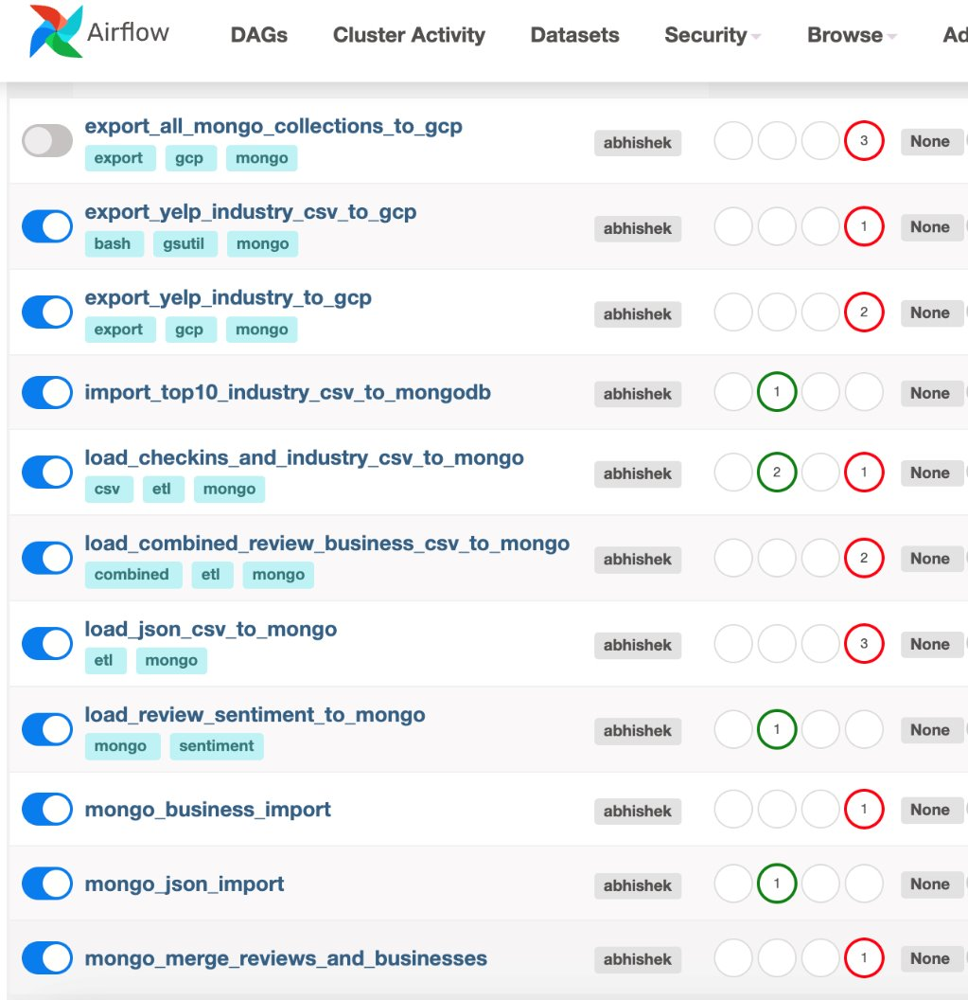 Airflow DAGs Cluster Activity Datasets Security Browse Ad
export_all_mongo_collections_to_gcp abhishek 3 None
export gcp mongo
export_yelp_industry_csv_to_gcp abhishek 1 None
bash gsutil mongo
export_yelp_industry_to_gcp abhishek 2 None
export gcp mongo
import_top10_industry_csv_to_mongodb abhishek 1 None
load_checkins_and_industry_csv_to_mongo abhishek 2 1 None
csv etl mongo
load_combined_review_business_csv_to_mongo abhishek 2 None
combined etl mongo
load_json_csv_to_mongo abhishek 3 None
etl mongo
load_review_sentiment_to_mongo abhishek 1 None
mongo sentiment
mongo_business_import abhishek 1 None
mongo_json_import abhishek 1 None
mongo_merge_reviews_and_businesses abhishek 1 None